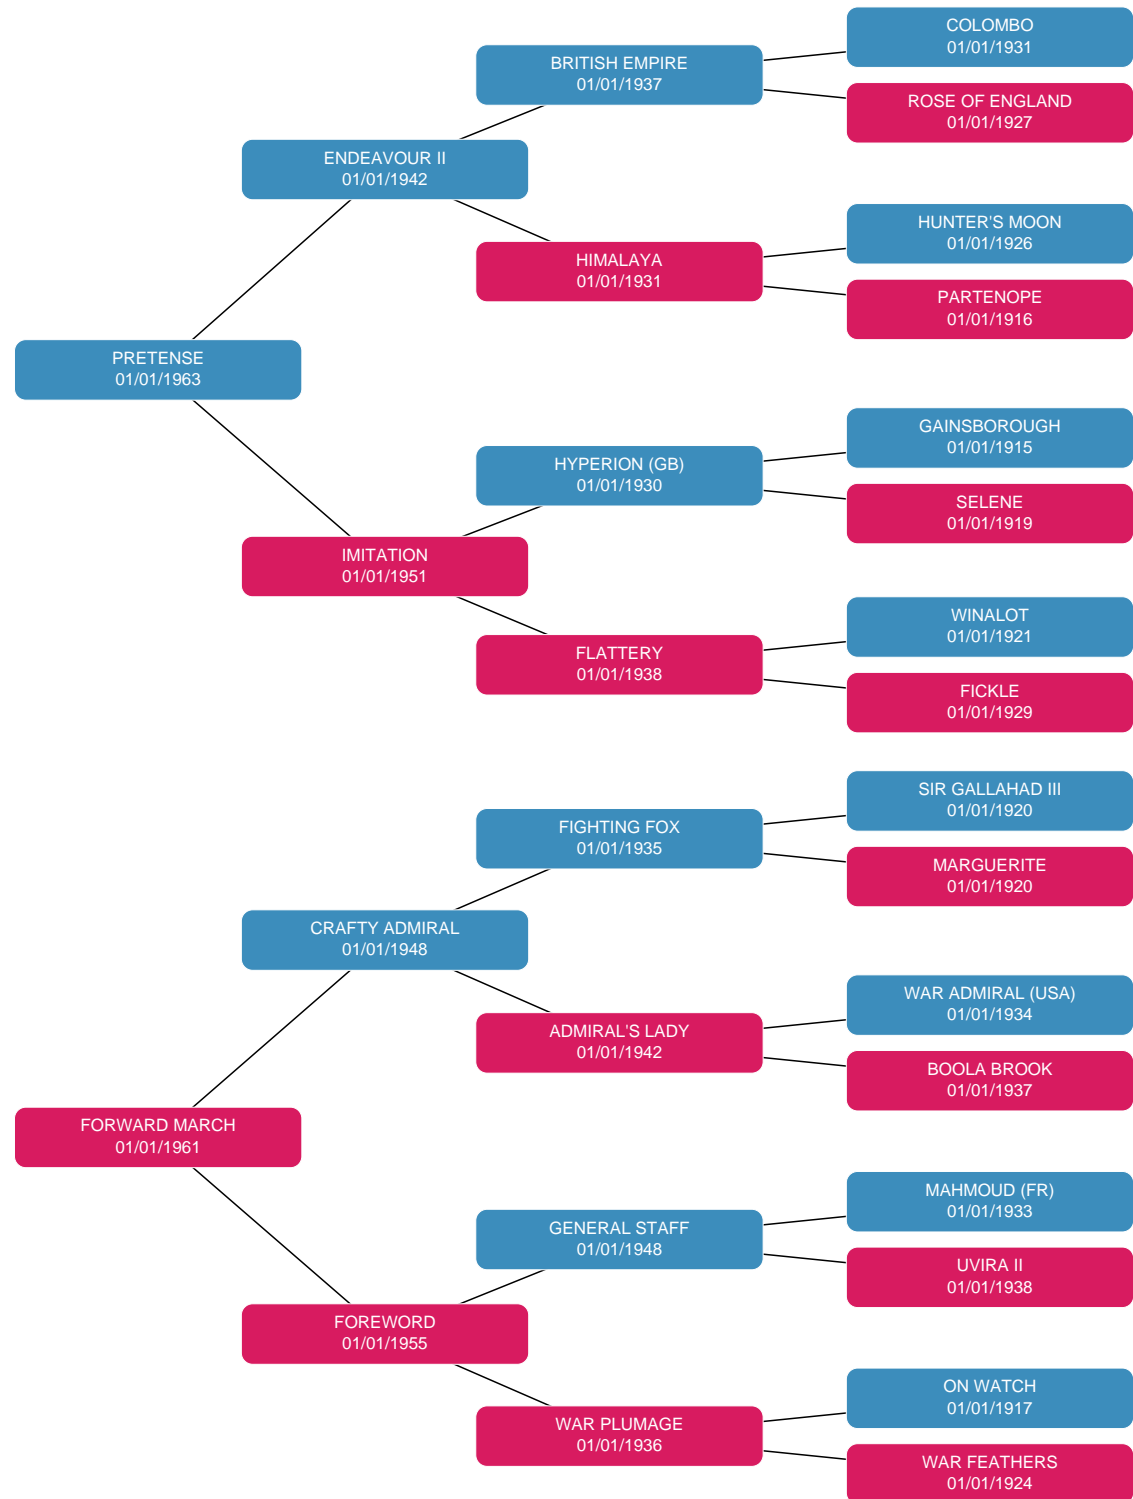 COLOMBO
01/01/1931
BRITISH EMPIRE
01/01/1937
ROSE OF ENGLAND
01/01/1927
ENDEAVOUR II
01/01/1942
HUNTER'S MOON
01/01/1926
HIMALAYA
01/01/1931
PARTENOPE
01/01/1916
PRETENSE
01/01/1963
GAINSBOROUGH
01/01/1915
HYPERION (GB)
01/01/1930
SELENE
01/01/1919
IMITATION
01/01/1951
WINALOT
01/01/1921
FLATTERY
01/01/1938
FICKLE
01/01/1929
SIR GALLAHAD III
01/01/1920
FIGHTING FOX
01/01/1935
MARGUERITE
01/01/1920
CRAFTY ADMIRAL
01/01/1948
WAR ADMIRAL (USA)
01/01/1934
ADMIRAL'S LADY
01/01/1942
BOOLA BROOK
01/01/1937
FORWARD MARCH
01/01/1961
MAHMOUD (FR)
01/01/1933
GENERAL STAFF
01/01/1948
UVIRA II
01/01/1938
FOREWORD
01/01/1955
ON WATCH
01/01/1917
WAR PLUMAGE
01/01/1936
WAR FEATHERS
01/01/1924